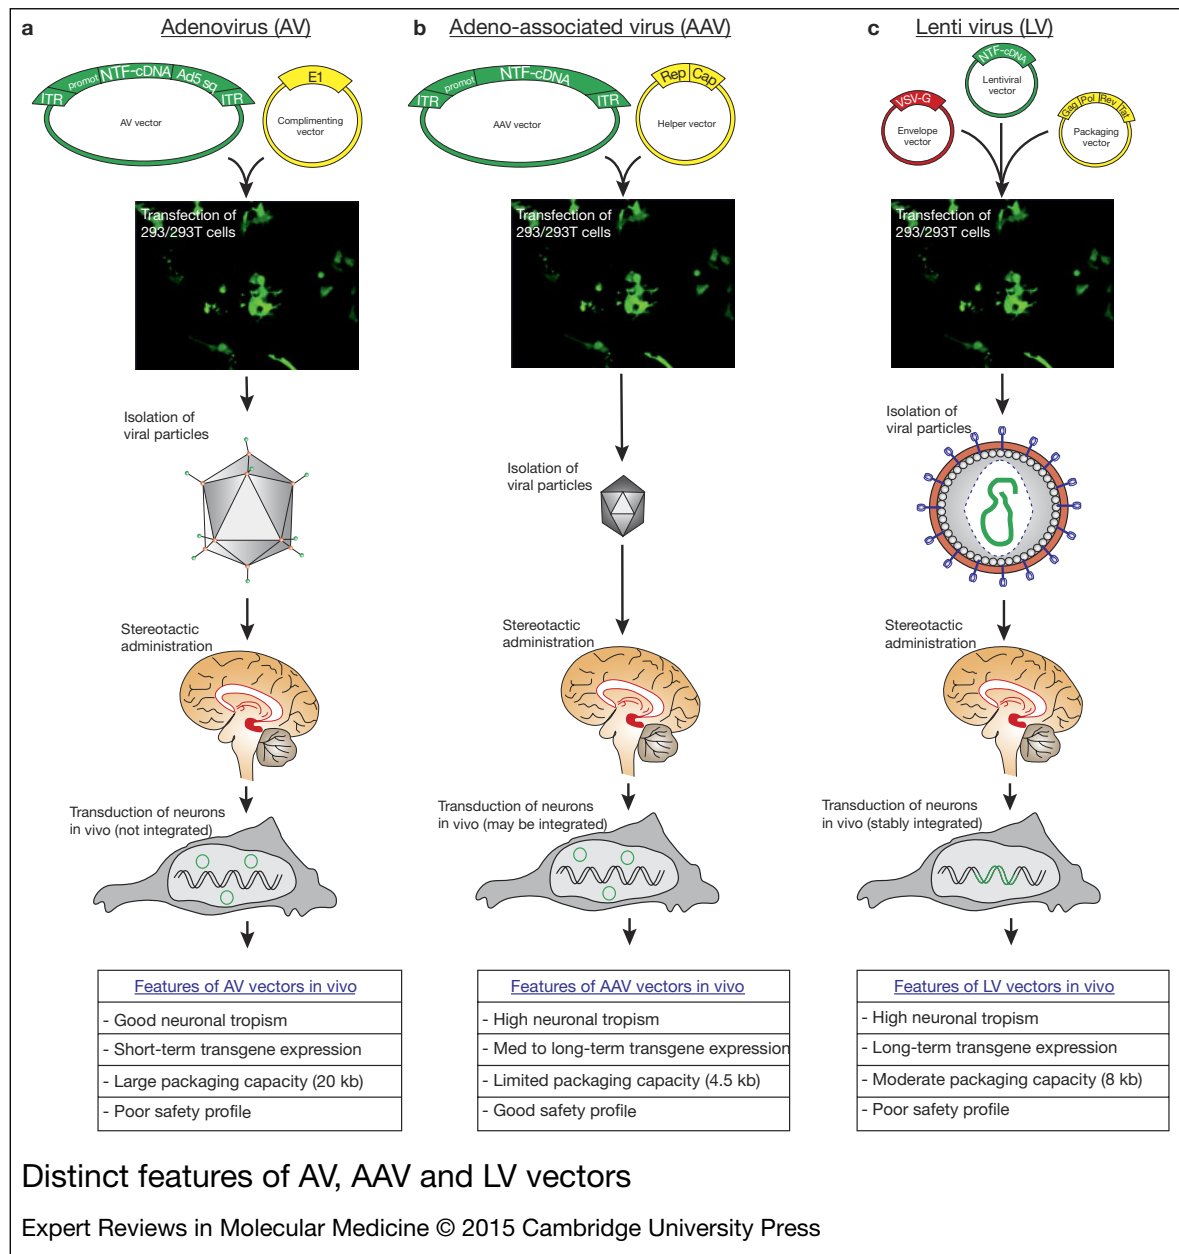 a Adenovirus (AV)
ITR promot NTF-cDNA Ad5 sq ITR
AV vector
E1
Complimenting
vector
Transfection of
293/293T cells
Isolation of
viral particles
Stereotactic
administration
Transduction of neurons
in vivo (not integrated)
Features of AV vectors in vivo
- Good neuronal tropism
- Short-term transgene expression
- Large packaging capacity (20 kb)
- Poor safety profile
b Adeno-associated virus (AAV)
ITR promot NTF-cDNA ITR
AAV vector
Rep Cap
Helper vector
Transfection of
293/293T cells
Isolation of
viral particles
Stereotactic
administration
Transduction of neurons
in vivo (may be integrated)
Features of AAV vectors in vivo
- High neuronal tropism
- Med to long-term transgene expression
- Limited packaging capacity (4.5 kb)
- Good safety profile
c Lenti virus (LV)
NTF-cDNA
Lentiviral
vector
VSV-G
Envelope
vector
Gag Pol Rev Tat
Packaging
vector
Transfection of
293/293T cells
Isolation of
viral particles
Stereotactic
administration
Transduction of neurons
in vivo (stably integrated)
Features of LV vectors in vivo
- High neuronal tropism
- Long-term transgene expression
- Moderate packaging capacity (8 kb)
- Poor safety profile
Distinct features of AV, AAV and LV vectors
Expert Reviews in Molecular Medicine © 2015 Cambridge University Press